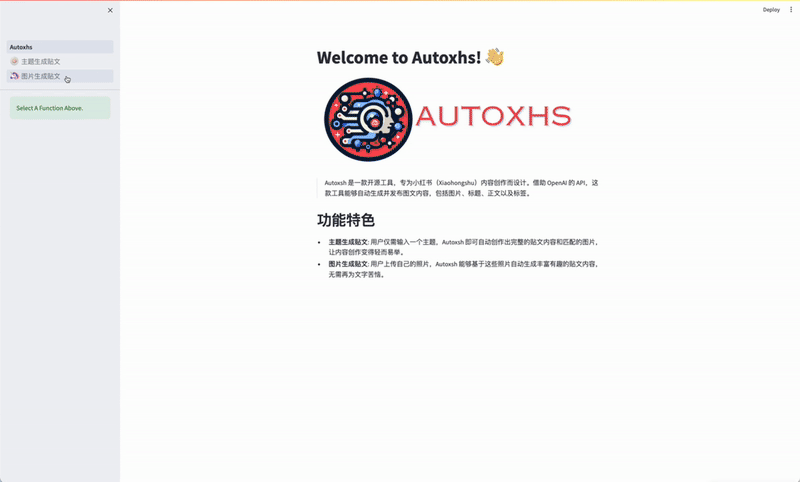 Deploy
Autoxhs
主题生成贴文
图片生成贴文
Select A Function Above.
Welcome to Autoxhs! 👋
AUTOXHS
Autoxsh 是一款开源工具，专为小红书（Xiaohongshu）内容创作而设计。借助 OpenAI 的 API，这
款工具能够自动生成并发布图文内容，包括图片、标题、正文以及标签。
功能特色
• 主题生成贴文: 用户仅需输入一个主题，Autoxsh 即可自动创作出完整的贴文内容和匹配的图片，
让内容创作变得轻而易举。
• 图片生成贴文: 用户上传自己的照片，Autoxsh 能够基于这些照片自动生成丰富有趣的贴文内容，
无需再为文字苦恼。